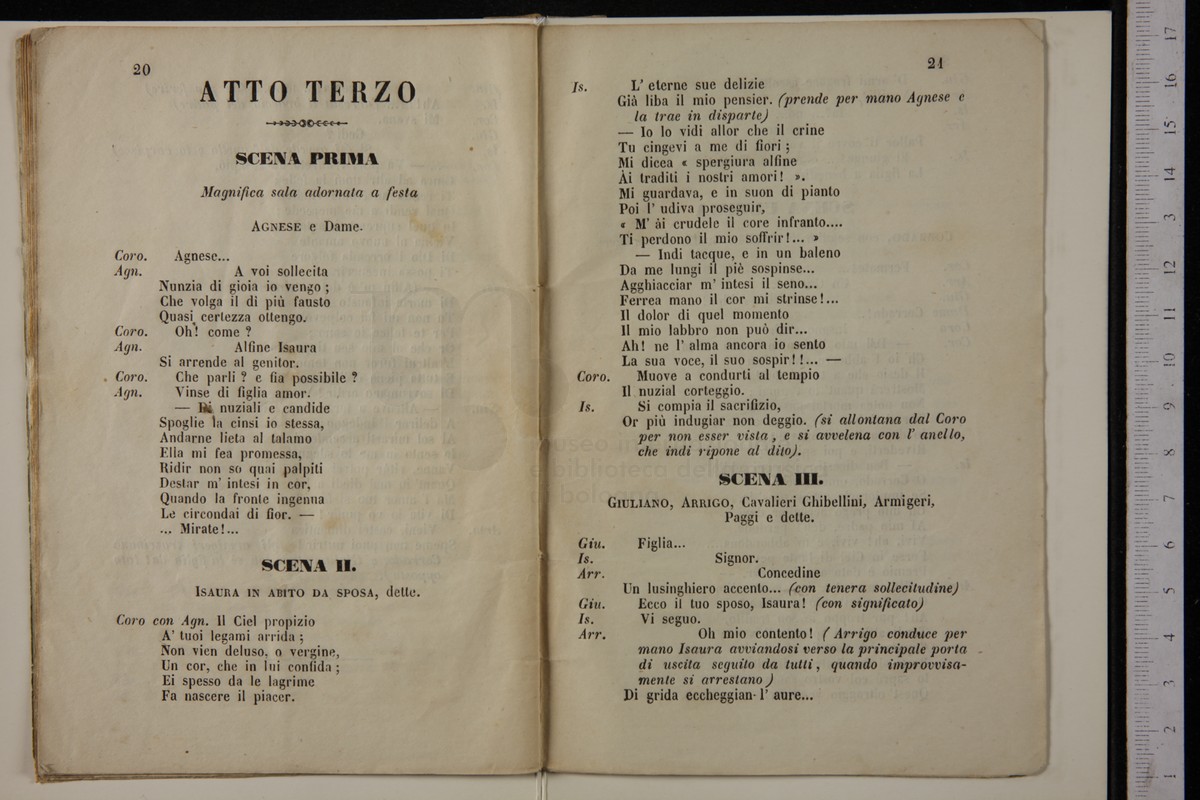 20
ATTO TERZO
SCENA PRIMA
Magnifica sala adornata a festa
AGNESE e Dame.
Coro. Agnese...
Agn. A voi sollecita
Nunzia di gioia io vengo ;
Che volga il di più fausto
Quasi certezza ottengo.
Coro. Oh! come ?
Agn. Alfine Isaura
Si arrende al genitor.
Coro. Che parli ? e fia possibile ?
Agn. Vinse di figlia amor.
— nuziali e candide
Spoglie la cinsi io stessa,
Andarne lieta al talamo
Ella mi fea promessa,
Ridir non so quai palpiti
Destar m' intesi in cor,
Quando la fronte ingenua
Le circondai di fior. —
... Mirate!...
SCENA II.
ISAURA IN ABITO DA SPOSA, dette.
Coro con Agn. Il Ciel propizio
A' tuoi legami arrida ;
Non vien deluso, o vergine,
Un cor, che in lui confida ;
Ei spesso da le lagrime
Fa nascere il piacer.
21
Is. L' eterne sue delizie
Già liba il mio pensier. (prende per mano Agnese e
la trae in disparte)
— Io lo vidi allor che il crine
Tu cingevi a me di fiori ;
Mi dicea « spergiura alfine
Ài traditi i nostri amori! ».
Mi guardava, e in suon di pianto
Poi l' udiva proseguir,
« M' ài crudele il core infranto....
Ti perdono il mio soffrir!... »
— Indi tacque, e in un baleno
Da me lungi il piè sospinse...
Agghiacciar m' intesi il seno...
Ferrea mano il cor mi strinse!...
Il dolor di quel momento
Il mio labbro non può dir...
Ah! ne l' alma ancora io sento
La sua voce, il suo sospir!!... —
Coro. Muove a condurti al tempio
Il nuzial corteggio.
Is. Si compia il sacrifizio,
Or più indugiar non deggio. (si allontana dal Coro
per non esser vista, e si avvelena con l' anello,
che indi ripone al dito).
SCENA III.
GIULIANO, ARRIGO, Cavalieri Ghibellini, Armigeri,
Paggi e dette.
Giu. Figlia...
Is. Signor.
Arr. Concedine
Un lusinghiero accento... (con tenera sollecitudine)
Giu. Ecco il tuo sposo, Isaura! (con significato)
Is. Vi seguo.
Arr. Oh mio contento! ( Arrigo conduce per
mano Isaura avviandosi verso la principale porta
di uscita seguito da tutti, quando improvvisa-
mente si arrestano )
Di grida eccheggian l' aure...